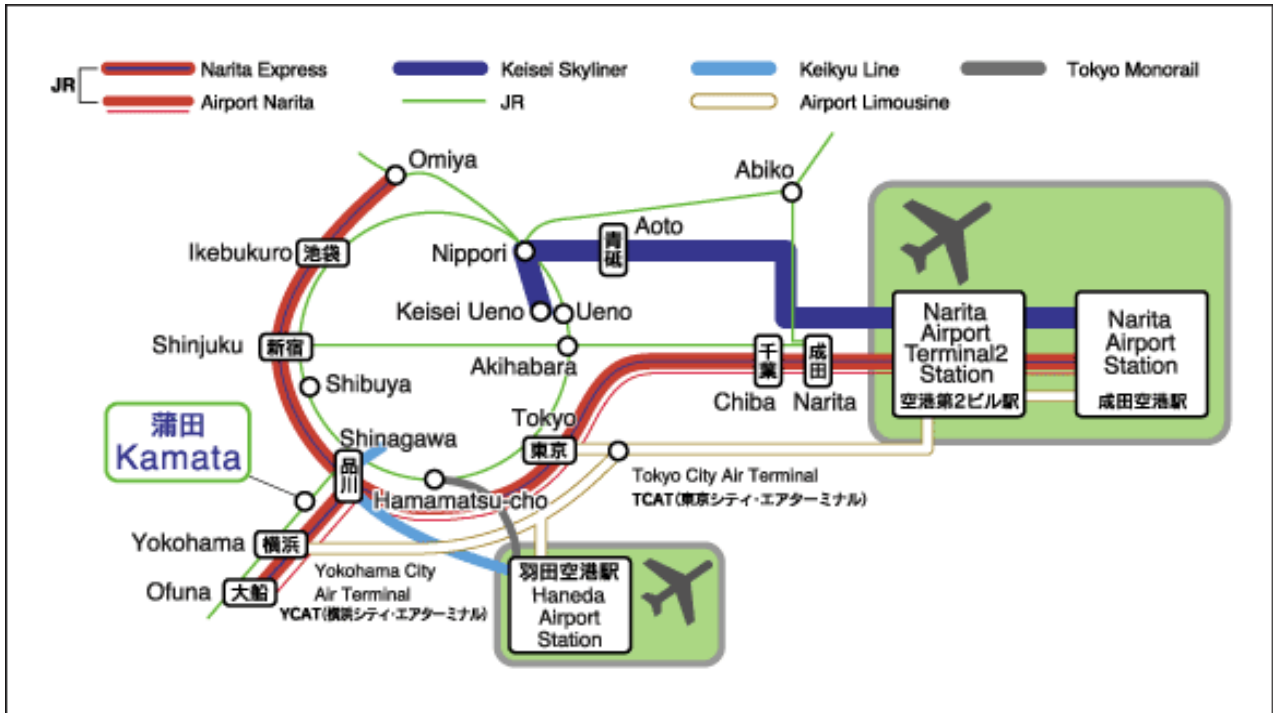 JR
Narita Express
Keisei Skyliner
Keikyu Line
Tokyo Monorail
Airport Narita
JR
Airport Limousine
Omiya
Abiko
Aoto
青砥
Ikebukuro
池袋
Nippori
Keisei Ueno
Ueno
Narita
Airport
Terminal2
Station
空港第2ビル駅
Narita
Airport
Station
成田空港駅
Shinjuku
新宿
Akihabara
千葉
成田
Shibuya
Chiba
Narita
蒲田
Kamata
Shinagawa
品川
Tokyo
東京
Hamamatsu-cho
Tokyo City Air Terminal
TCAT(東京シティ・エアターミナル)
Yokohama
横浜
Ofuna
大船
Yokohama City
Air Terminal
YCAT(横浜シティ・エアターミナル)
羽田空港駅
Haneda
Airport
Station